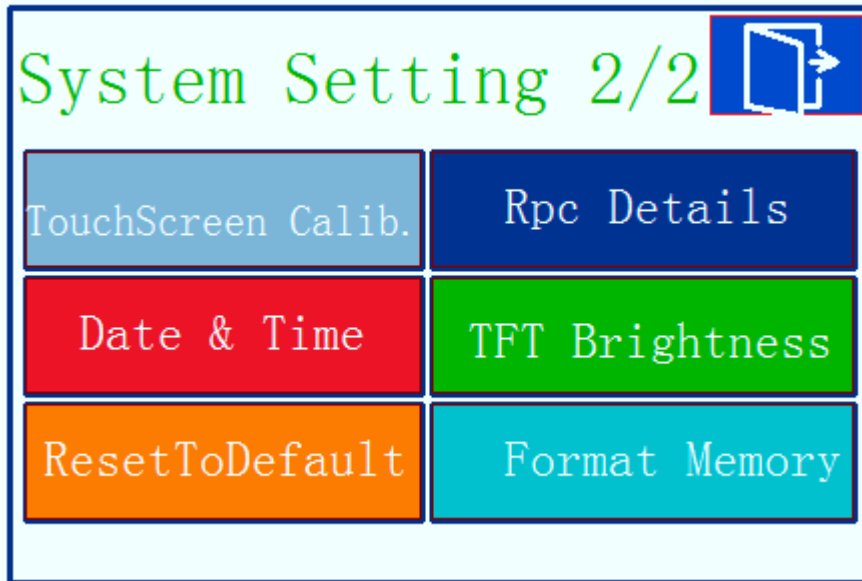 System Setting 2/2
TouchScreen Calib.
Rpc Details
Date & Time
TFT Brightness
ResetToDefault
Format Memory